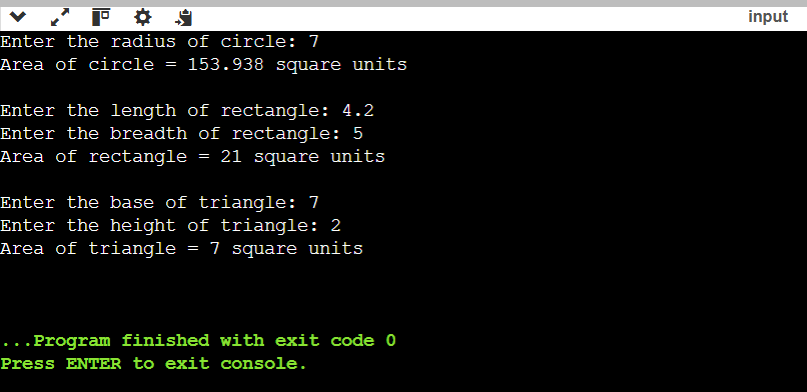 input
Enter the radius of circle: 7
Area of circle = 153.938 square units
Enter the length of rectangle: 4.2
Enter the breadth of rectangle: 5
Area of rectangle = 21 square units
Enter the base of triangle: 7
Enter the height of triangle: 2
Area of triangle = 7 square units
...Program finished with exit code 0
Press ENTER to exit console.